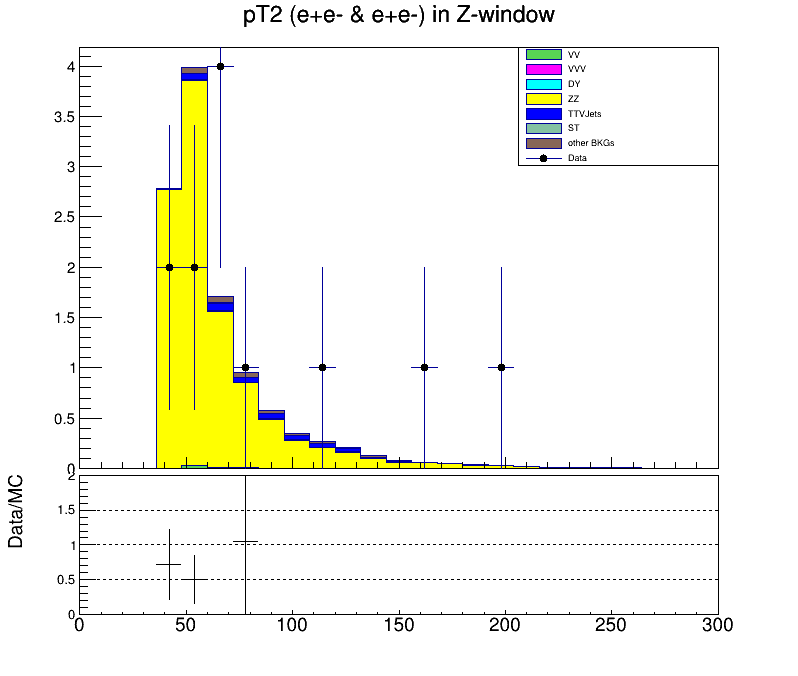 pT2 (e+e- & e+e-) in Z-window
VV
VVV
DY
ZZ
TTVJets
ST
other BKGs
Data
4
3.5
3
2.5
2
1.5
1
0.5
0
Data/MC
2
1.5
1
0.5
0
0 50 100 150 200 250 300